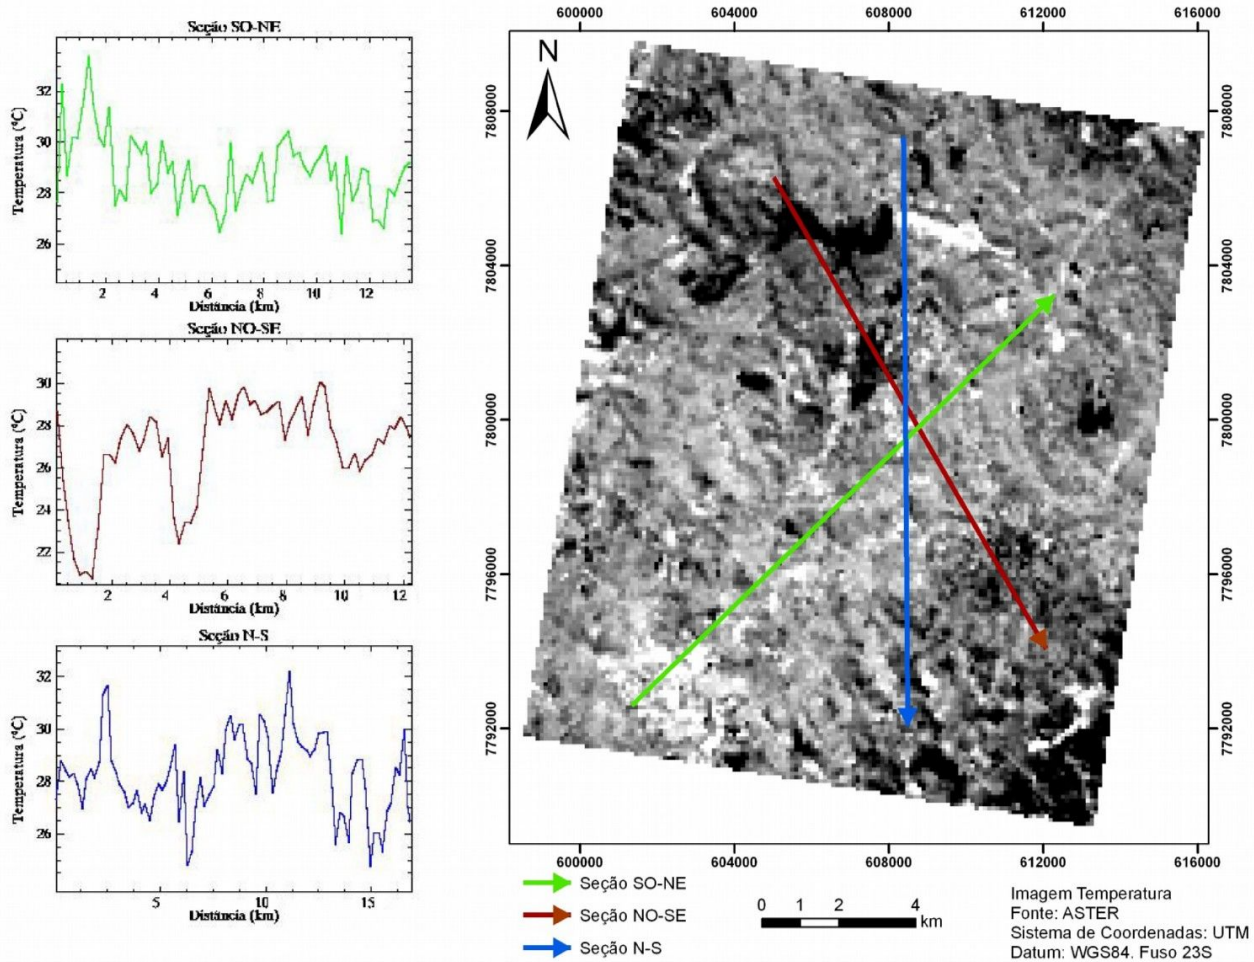 Seção SO-NE
Temperatura (°C)
32
30
28
26
2
4
6
8
10
12
Distância (km)
Seção NO-SE
Temperatura (°C)
30
28
26
24
22
2
4
6
8
10
12
Distância (km)
Seção N-S
Temperatura (°C)
32
30
28
26
5
10
15
Distância (km)
600000
604000
608000
612000
616000
N
7808000
7804000
7800000
7796000
7792000
7808000
7804000
7800000
7796000
7792000
600000
604000
608000
612000
616000
Seção SO-NE
Seção NO-SE
Seção N-S
0 1 2 4
km
Imagem Temperatura
Fonte: ASTER
Sistema de Coordenadas: UTM
Datum: WGS84. Fuso 23S